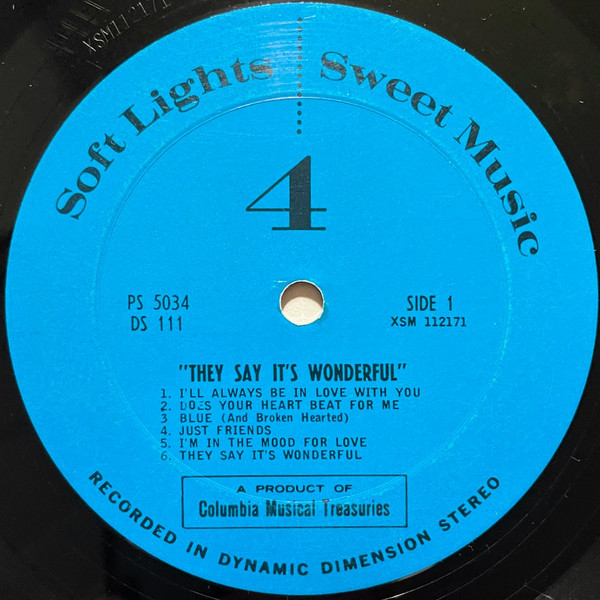 XSM112171
Soft Lights Sweet Music
4
PS 5034
DS 111
SIDE 1
XSM 112171
"THEY SAY IT'S WONDERFUL"
1. I'LL ALWAYS BE IN LOVE WITH YOU
2. DOES YOUR HEART BEAT FOR ME
3 BLUE (And Broken Hearted)
4. JUST FRIENDS
5. I'M IN THE MOOD FOR LOVE
6. THEY SAY IT'S WONDERFUL
A PRODUCT OF
Columbia Musical Treasuries
RECORDED IN DYNAMIC DIMENSION STEREO